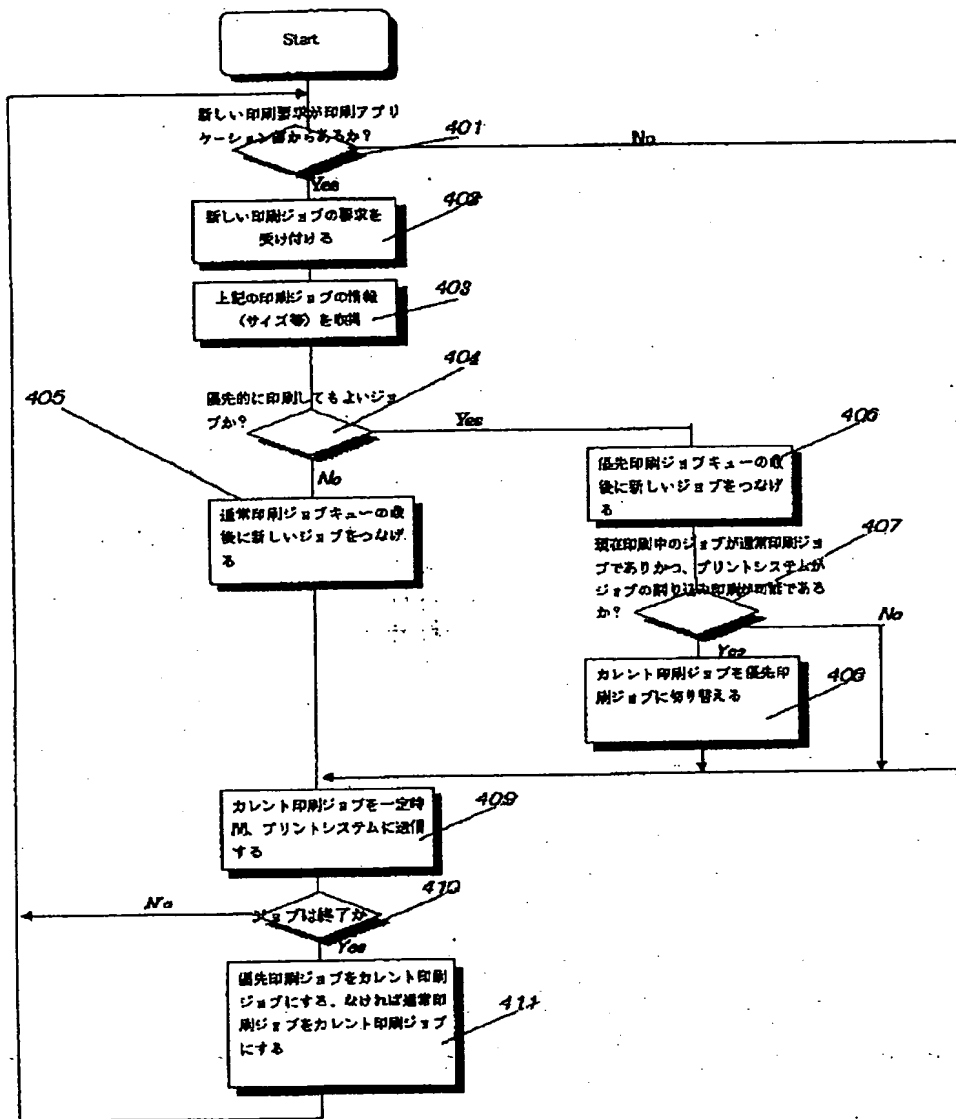 Start
新しい印刷要求が印刷アプリ
ケーション側からあるか?
401
No
Yes
402
新しい印刷ジョブの要求を
受け付ける
403
上記の印刷ジョブの情報
(サイズ等)を取得
404
405
優先的に印刷してもよいジョ
ブか?
Yes
406
No
優先印刷ジョブキューの最
後に新しいジョブをつなげ
る
通常印刷ジョブキューの最
後に新しいジョブをつなげ
る
407
現在印刷中のジョブが通常印刷ジョ
ブでありかつ、プリントシステムが
ジョブの割り込み印刷が可能である
か?
No
Yes
カレント印刷ジョブを優先印
刷ジョブに切り替える
408
カレント印刷ジョブを一定時
間、プリントシステムに送信
する
409
410
No
ジョブは終了か
Yes
優先印刷ジョブをカレント印刷
ジョブにする、なければ通常印
刷ジョブをカレント印刷ジョブ
にする
411